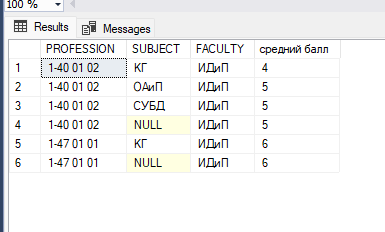 100 %
Results Messages
PROFESSION SUBJECT FACULTY средний балл
1 1-40 01 02 КГ ИДиП 4
2 1-40 01 02 ОАиП ИДиП 5
3 1-40 01 02 СУБД ИДиП 5
4 1-40 01 02 NULL ИДиП 5
5 1-47 01 01 КГ ИДиП 6
6 1-47 01 01 NULL ИДиП 6